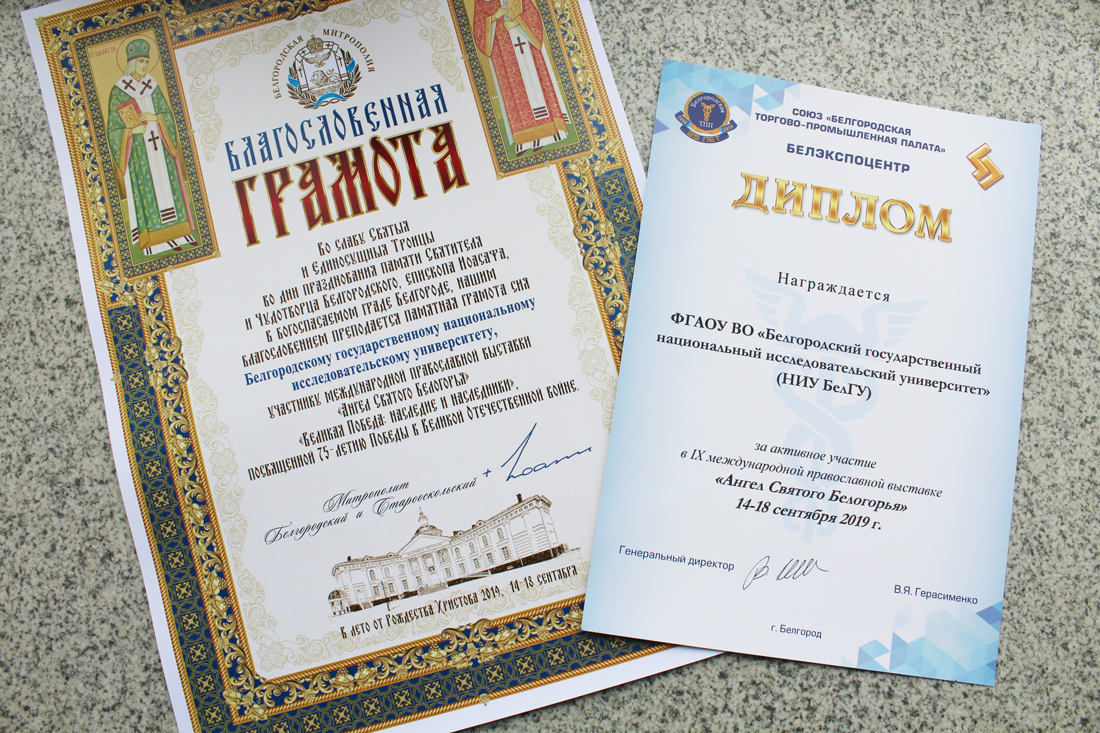 БЕЛГОРОДСКАЯ МИТРОПОЛИЯ
БЛАГОСЛОВЕННАЯ
ГРАМОТА
Во славу Святыя
и Единосущныя Троицы
во дни празднования памяти Святителя
и Чудотворца Белгородского, епископа Иоасафа,
в богоспасаемом граде Белгороде, нашим
благословением преподается памятная грамота сия
Белгородскому государственному национальному
исследовательскому университету,
участнику международной православной выставки
«Ангел Святого Белогорья»
«Великая Победа: наследие и наследники»,
посвященной 75-летию Победы в Великой Отечественной войне.
Митрополит
Белгородский и Старооскольский
в лето от Рождества Христова 2019, 14-18 сентября
Белгородская
ТПП
СОЮЗ «БЕЛГОРОДСКАЯ
ТОРГОВО-ПРОМЫШЛЕННАЯ ПАЛАТА»
БЕЛЭКСПОЦЕНТР
ДИПЛОМ
Награждается
ФГАОУ ВО «Белгородский государственный
национальный исследовательский университет»
(НИУ БелГУ)
за активное участие
в IX международной православной выставке
«Ангел Святого Белогорья»
14-18 сентября 2019 г.
Генеральный директор
В.Я. Герасименко
г. Белгород